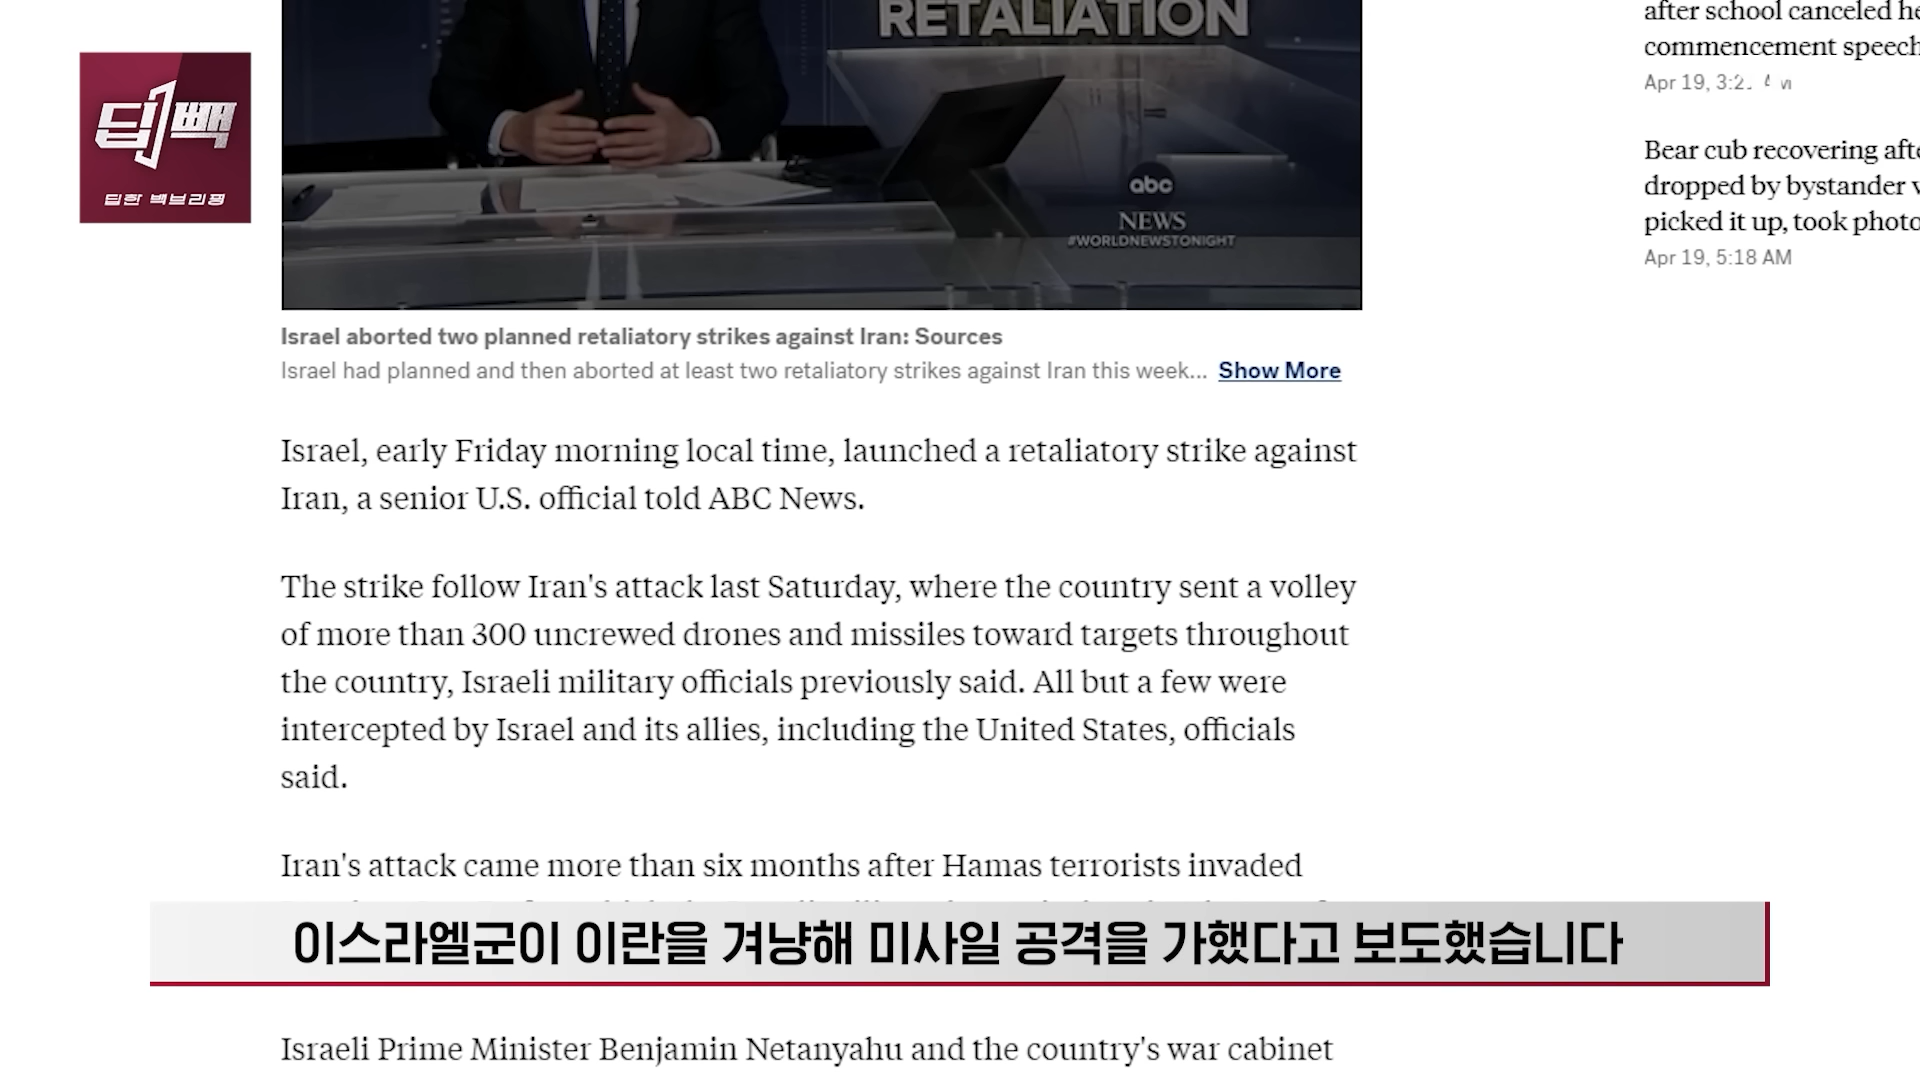 RETALIATION
딥빽
딥한 백브리핑
abc
NEWS
#WORLDNEWSTONIGHT
Israel aborted two planned retaliatory strikes against Iran: Sources
Israel had planned and then aborted at least two retaliatory strikes against Iran this week... Show More
Israel, early Friday morning local time, launched a retaliatory strike against
Iran, a senior U.S. official told ABC News.
The strike follow Iran's attack last Saturday, where the country sent a volley
of more than 300 uncrewed drones and missiles toward targets throughout
the country, Israeli military officials previously said. All but a few were
intercepted by Israel and its allies, including the United States, officials
said.
Iran's attack came more than six months after Hamas terrorists invaded
이스라엘군이 이란을 겨냥해 미사일 공격을 가했다고 보도했습니다
Israeli Prime Minister Benjamin Netanyahu and the country's war cabinet
after school canceled
commencement speech
Apr 19,
Bear cub recovering
dropped by bystander
picked it up, took
Apr 19, 5:18 AM